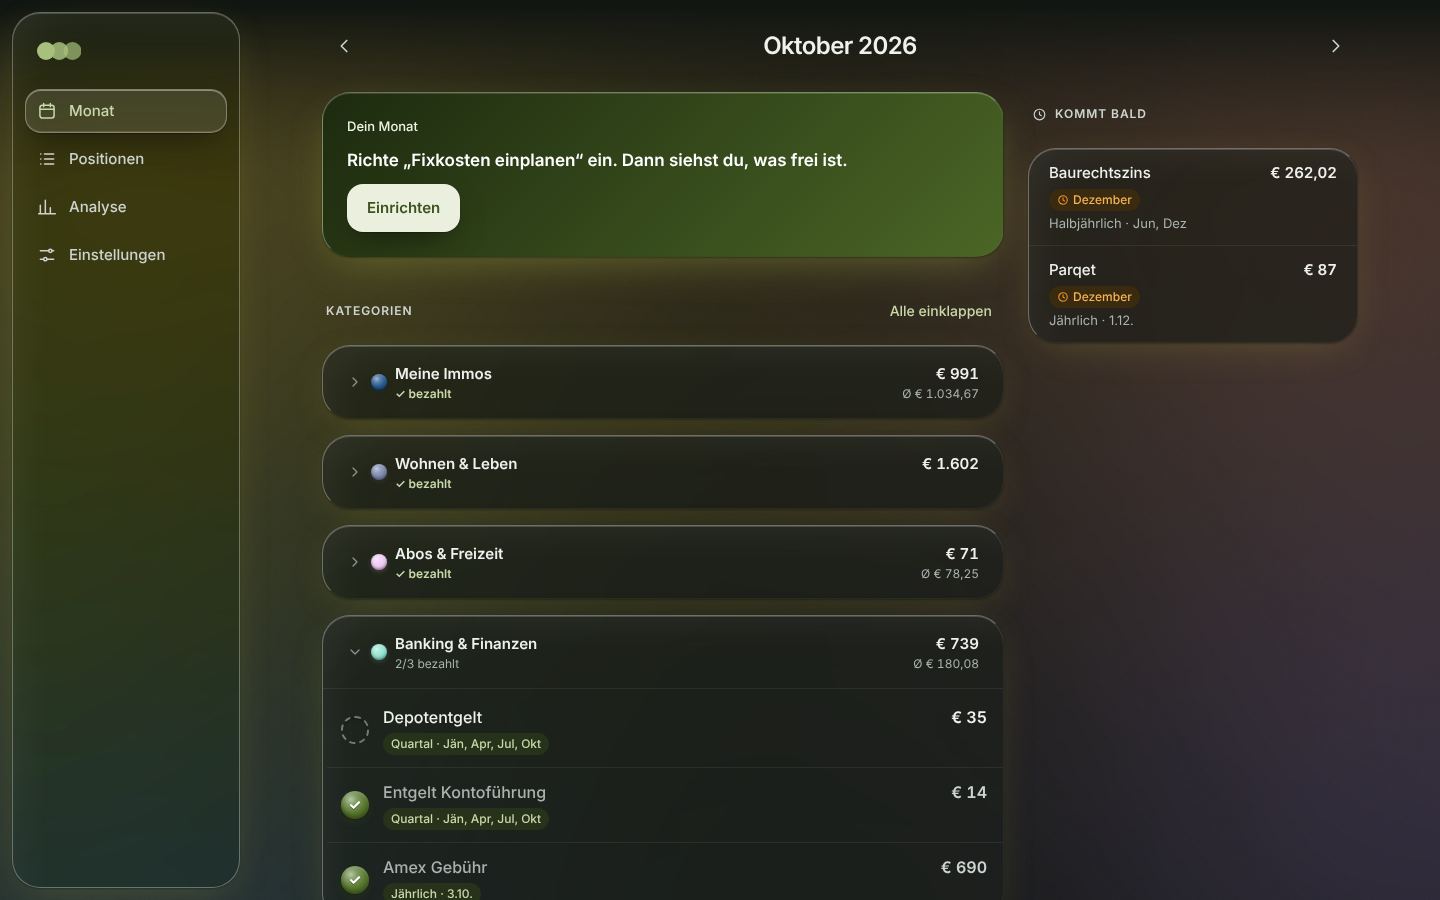 Monat
Positionen
Analyse
Einstellungen
Oktober 2026
Dein Monat
Richte „Fixkosten einplanen“ ein. Dann siehst du, was frei ist.
Einrichten
KATEGORIEN
Alle einklappen
Meine Immos
€ 991
✓ bezahlt
Ø € 1.034,67
Wohnen & Leben
€ 1.602
✓ bezahlt
Abos & Freizeit
€ 71
✓ bezahlt
Ø € 78,25
Banking & Finanzen
€ 739
2/3 bezahlt
Ø € 180,08
Depotentgelt
€ 35
Quartal · Jän, Apr, Jul, Okt
Entgelt Kontoführung
€ 14
Quartal · Jän, Apr, Jul, Okt
Amex Gebühr
€ 690
Jährlich · 3.10.
KOMMT BALD
Baurechtszins
€ 262,02
Dezember
Halbjährlich · Jun, Dez
Parqet
€ 87
Dezember
Jährlich · 1.12.